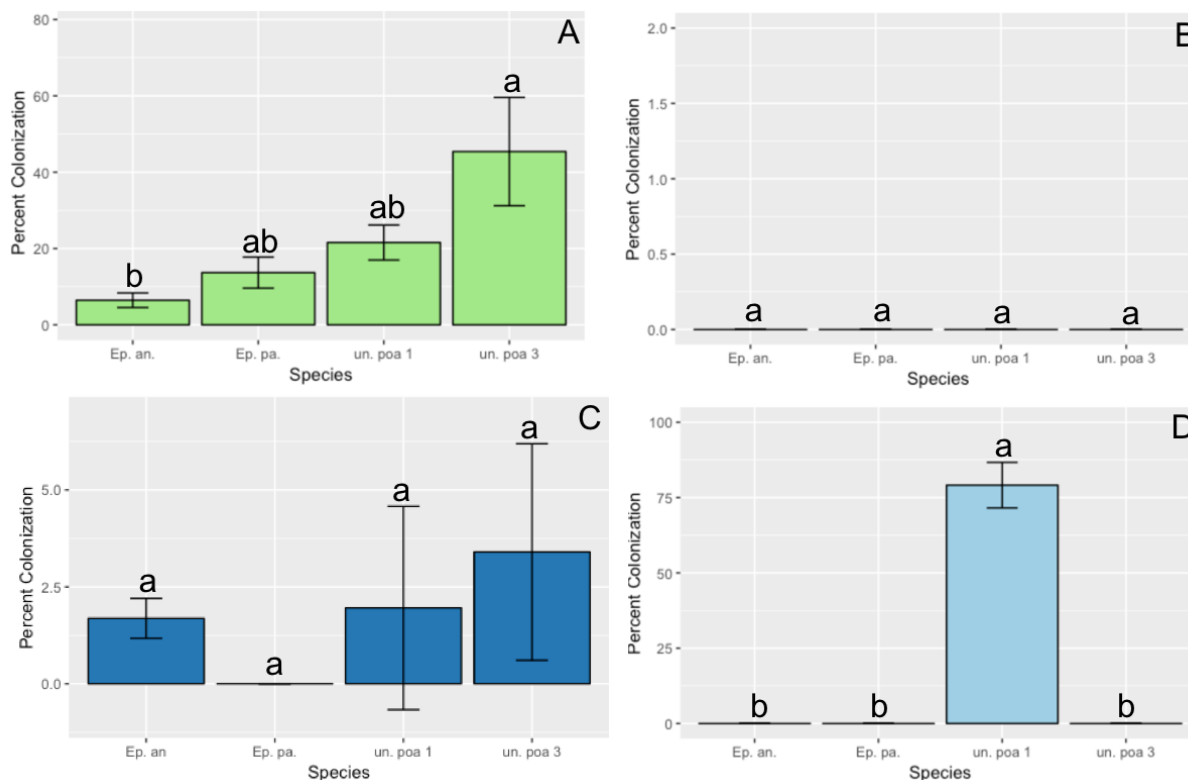 A
Percent Colonization
80
60
40
20
0
b
ab
ab
a
Ep. an.
Ep. pa.
un. poa 1
un. poa 3
Species
B
Percent Colonization
2.0
1.5
1.0
0.5
0.0
a
a
a
a
Ep. an.
Ep. pa.
un. poa 1
un. poa 3
Species
C
Percent Colonization
5.0
2.5
0.0
a
a
a
a
Ep. an
Ep. pa.
un. poa 1
un. poa 3
Species
D
Percent Colonization
100
75
50
25
0
b
b
a
b
Ep. an.
Ep. pa.
un. poa 1
un. poa 3
Species